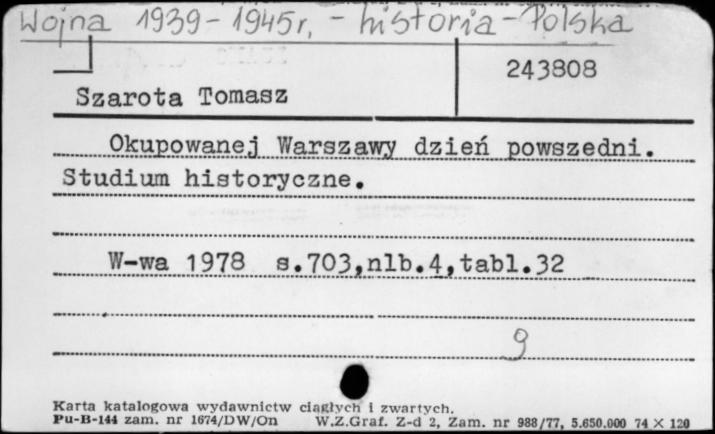 Wojna 1939-1945r. - historia - Polska
243808
Szarota Tomasz
Okupowanej Warszawy dzień powszedni.
Studium historyczne.
W-wa 1978 s.703,nlb.4,tabl.32
9
Karta katalogowa wydawnictw ciągłych i zwartych.
Pu-B-144 zam. nr 1674/DW/On W.Z.Graf. Z-d 2, Zam. nr 988/77, 5.650.000 74 × 120